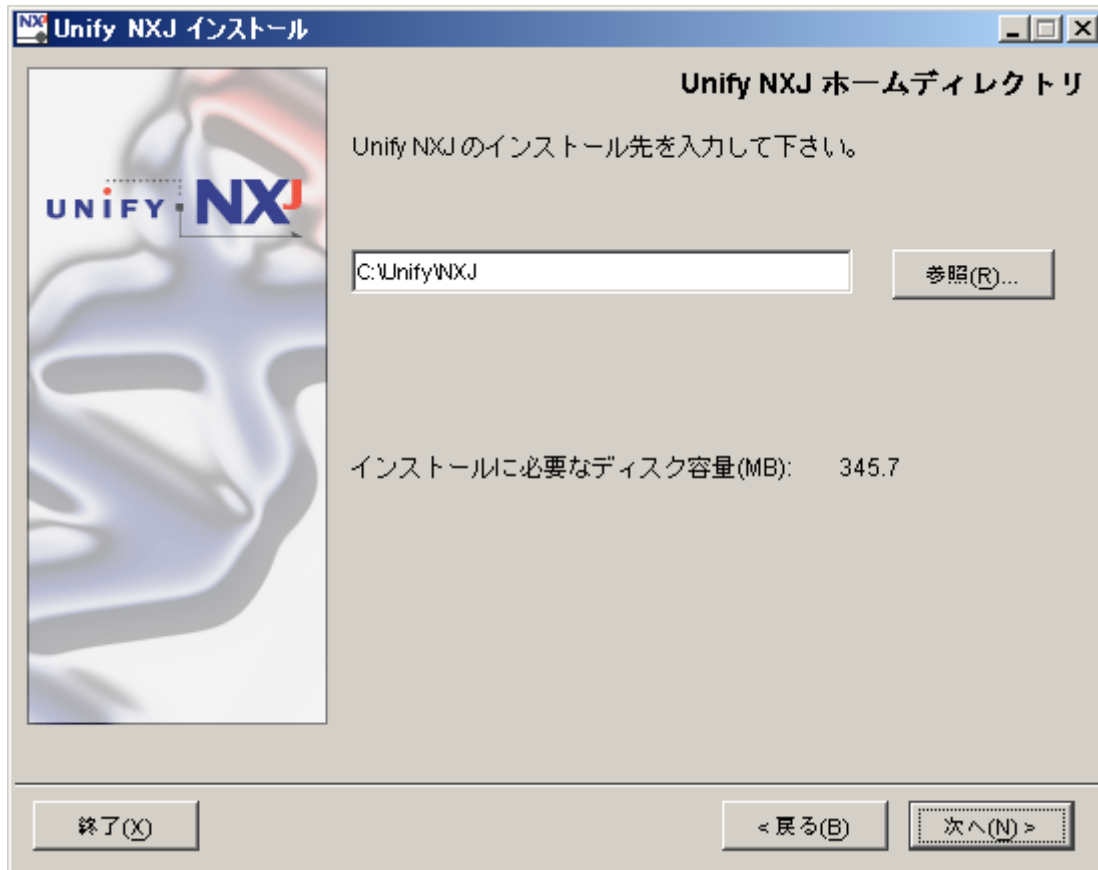 NXJ Unify NXJ インストール
Unify NXJ ホームディレクトリ
Unify NXJ のインストール先を入力して下さい。
UNiFY NXJ
C:\Unify\NXJ
参照(R)...
インストールに必要なディスク容量(MB): 345.7
終了(X)
< 戻る(B)
次へ(N) >